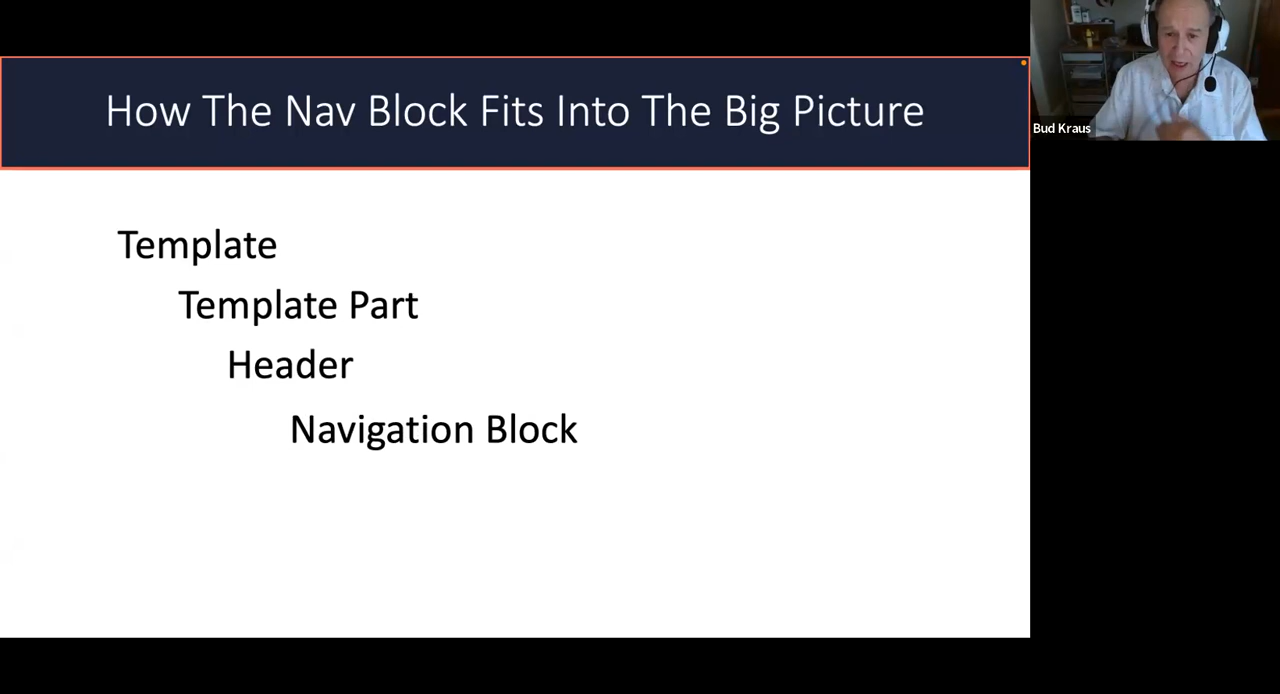 How The Nav Block Fits Into The Big Picture
Bud Kraus
Template
Template Part
Header
Navigation Block